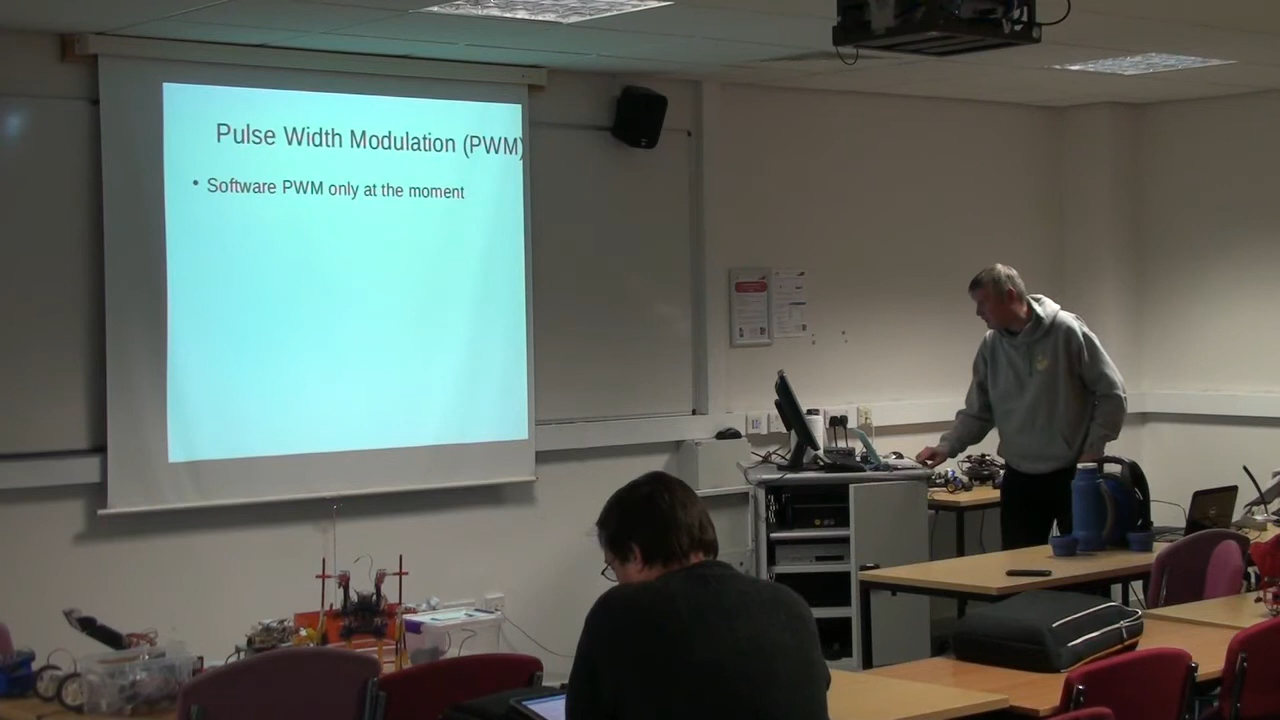 Pulse Width Modulation (PWM)
• Software PWM only at the moment